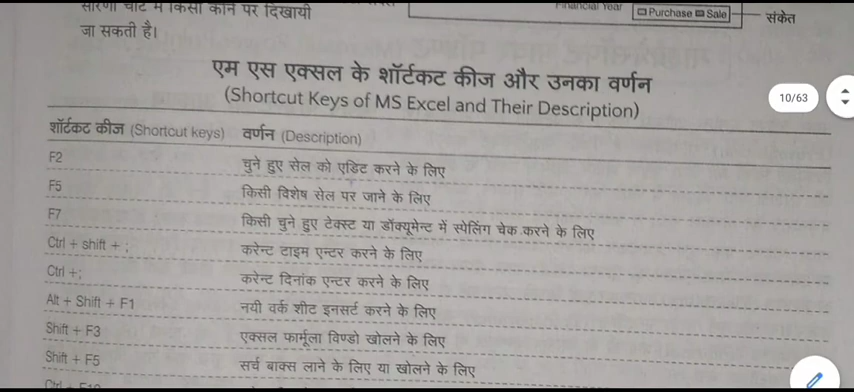 सारणी चार्ट में किसी कोने पर दिखायी
जा सकती है।
Financial Year
Purchase Sale
संकेत
10/63
एम एस एक्सल के शॉर्टकट कीज और उनका वर्णन
(Shortcut Keys of MS Excel and Their Description)
शॉर्टकट कीज (Shortcut keys) वर्णन (Description)
F2 चुने हुए सेल को एडिट करने के लिए
F5 किसी विशेष सेल पर जाने के लिए
F7 किसी चुने हुए टेक्स्ट या डॉक्यूमेन्ट में स्पेलिंग चेक करने के लिए
Ctrl + shift + ; करेन्ट टाइम एन्टर करने के लिए
Ctrl +; करेन्ट दिनांक एन्टर करने के लिए
Alt + Shift + F1 नयी वर्क शीट इनसर्ट करने के लिए
Shift + F3 एक्सल फार्मूला विण्डो खोलने के लिए
Shift + F5 सर्च बाक्स लाने के लिए या खोलने के लिए
Ctrl + F10